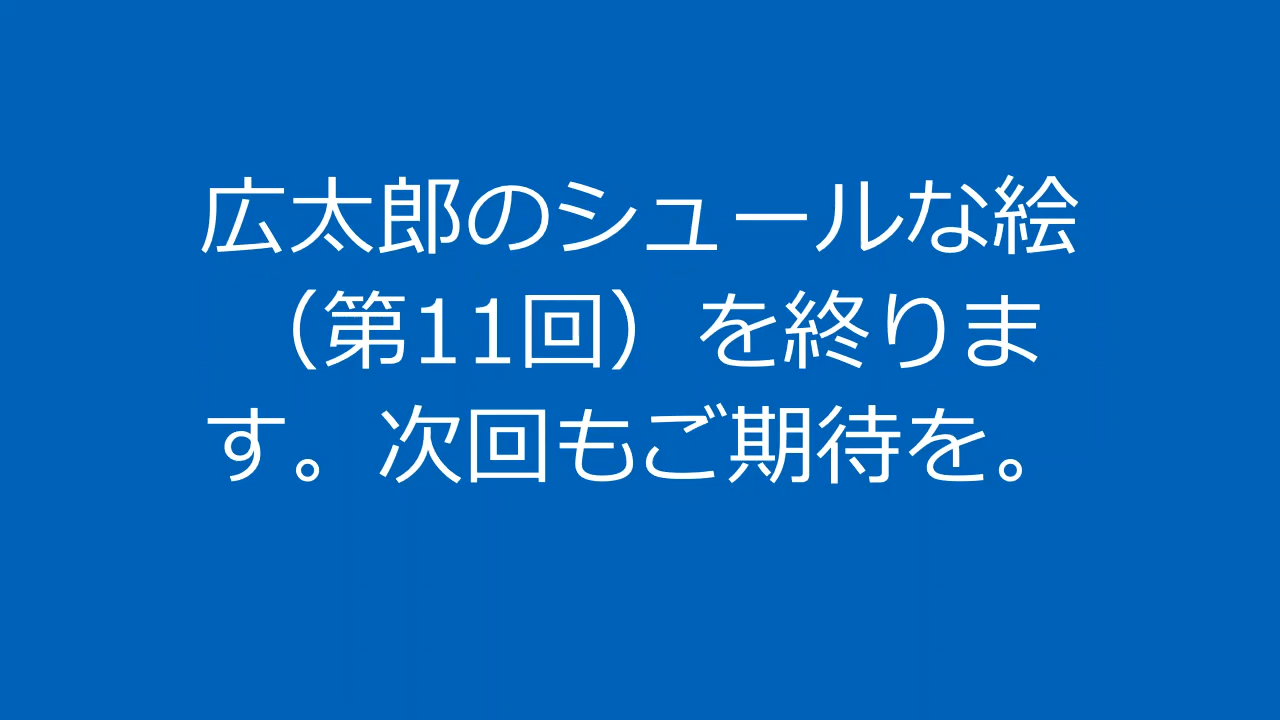 広太郎のシュールな絵
（第11回）を終りま
す。次回もご期待を。